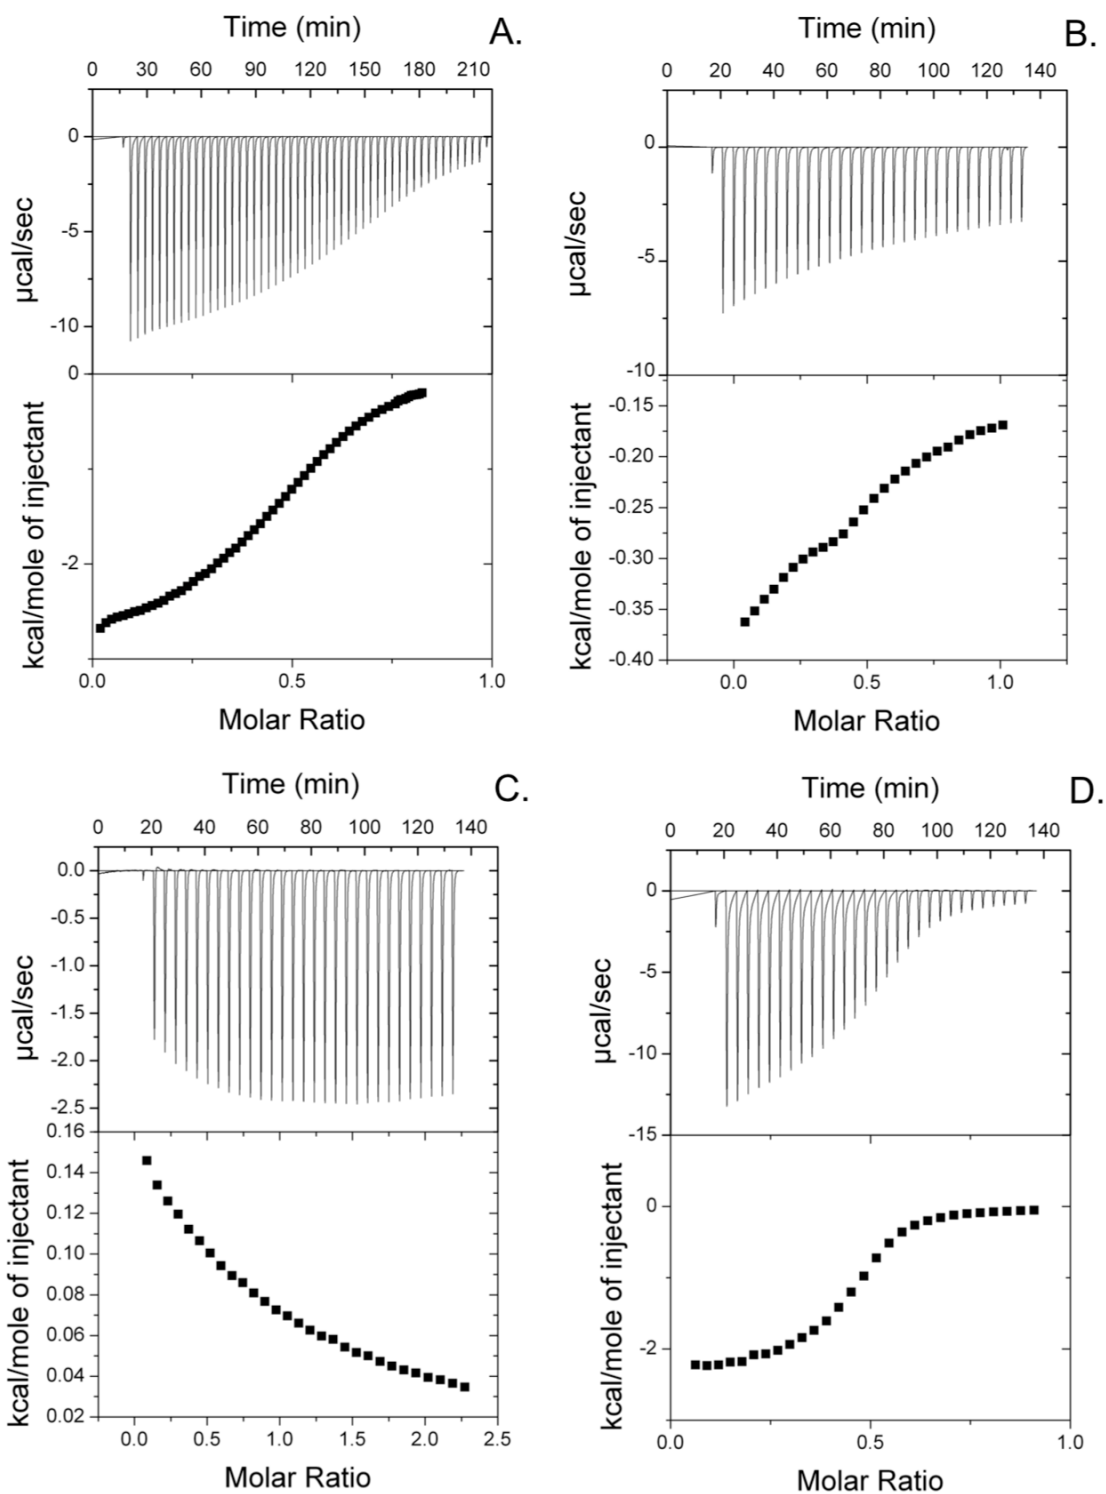 Time (min) A.
0 30 60 90 120 150 182 210
0
-5
-10
µcal/sec
0
-2
kcal/mole of injectant
0.0 0.5 1.0
Molar Ratio
Time (min) B.
0 20 40 60 80 100 120 140
0
-5
-10
µcal/sec
-0.15
-0.20
-0.25
-0.30
-0.35
-0.40
kcal/mole of injectant
0.0 0.5 1.0
Molar Ratio
Time (min) C.
0 20 40 60 80 100 120 140
0.0
-0.5
-1.0
-1.5
-2.0
-2.5
µcal/sec
0.16
0.14
0.12
0.10
0.08
0.06
0.04
0.02
kcal/mole of injectant
0.0 0.5 1.0 1.5 2.0 2.5
Molar Ratio
Time (min) D.
0 20 40 60 80 100 120 140
0
-5
-10
-15
µcal/sec
0
-2
kcal/mole of injectant
0.0 0.5 1.0
Molar Ratio